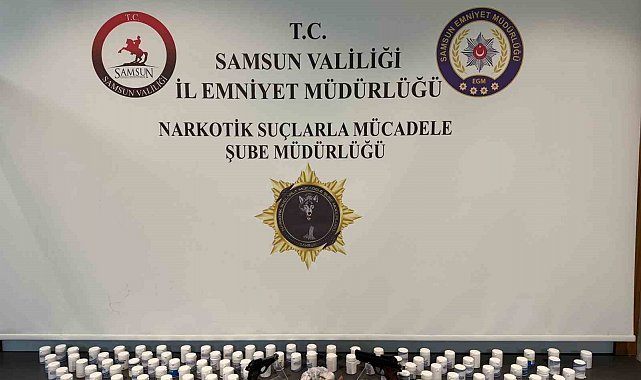 T.C.
SAMSUN
SAMSUN VALİLİĞİ
T.C.
SAMSUN VALİLİĞİ
İL EMNİYET MÜDÜRLÜĞÜ
NARKOTİK SUÇLARLA MÜCADELE
ŞUBE MÜDÜRLÜĞÜ
SAMSUN EMNİYET MÜDÜRLÜĞÜ
EGM